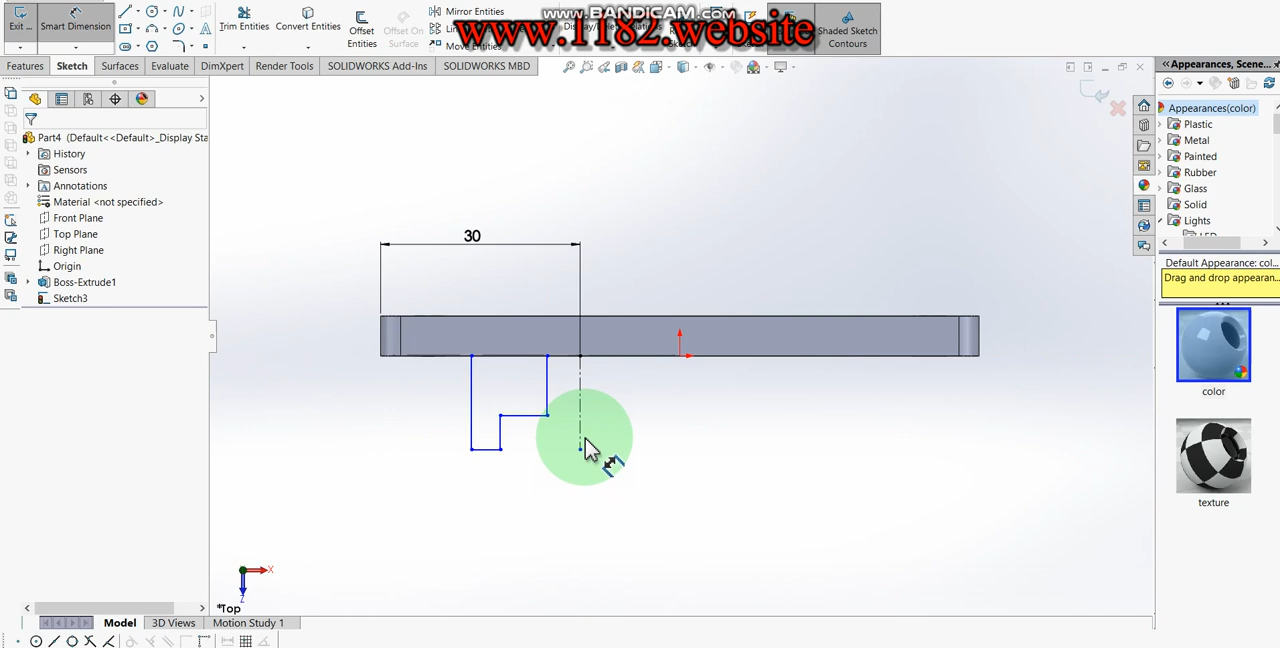 www.BANDICAM.com
www.1182.website
Exit ...
Smart Dimension
Trim Entities
Convert Entities
Offset Entities
Offset On Surface
Mirror Entities
Move Entities
Shaded Sketch Contours
Features
Sketch
Surfaces
Evaluate
DimXpert
Render Tools
SOLIDWORKS Add-Ins
SOLIDWORKS MBD
Part4 (Default<<Default>_Display Sta
History
Sensors
Annotations
Material <not specified>
Front Plane
Top Plane
Right Plane
Origin
Boss-Extrude1
Sketch3
30
*Top
X
Z
Appearances, Scene...
Appearances(color)
Plastic
Metal
Painted
Rubber
Glass
Solid
Lights
Default Appearance: col...
Drag and drop appearan...
color
texture
Model
3D Views
Motion Study 1